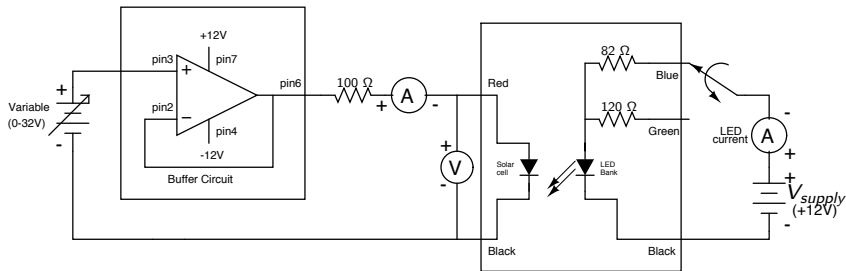 +12V
pin3
pin7
pin6
+
+
pin2
−
pin4
-12V
Buffer Circuit
Variable
(0-32V)
-
100 Ω
A
+
-
+
V
-
Red
Solar
cell
Black
82 Ω
Blue
120 Ω
Green
LED
Bank
Black
-
LED
current
A
+
+
Vsupply
(+12V)
-